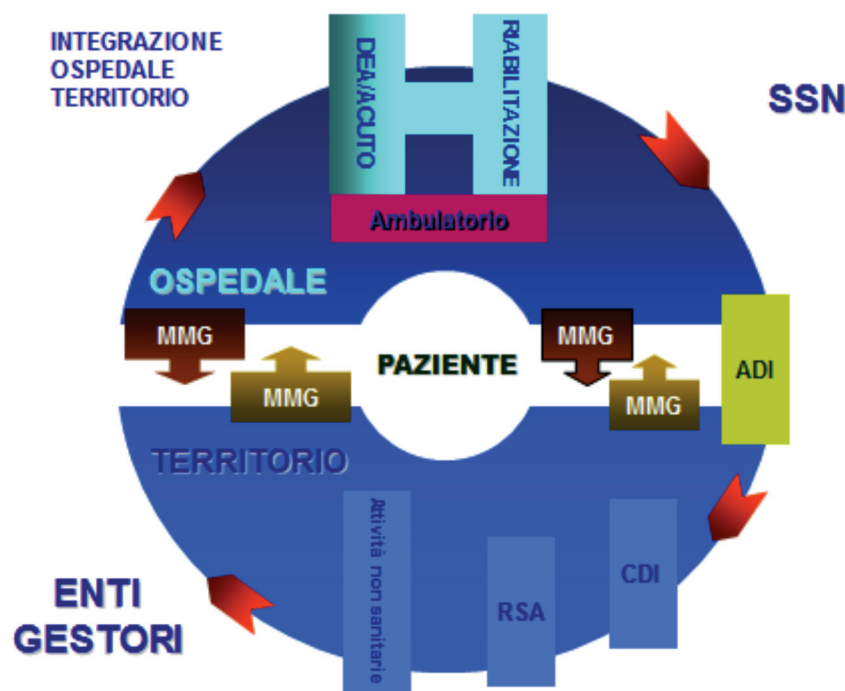 INTEGRAZIONE
OSPEDALE
TERRITORIO
DEA/ACUTO
RIABILITAZIONE
SSN
Ambulatorio
OSPEDALE
MMG
MMG
PAZIENTE
MMG
MMG
ADI
TERRITORIO
Attività non sanitarie
RSA
CDI
ENTI
GESTORI